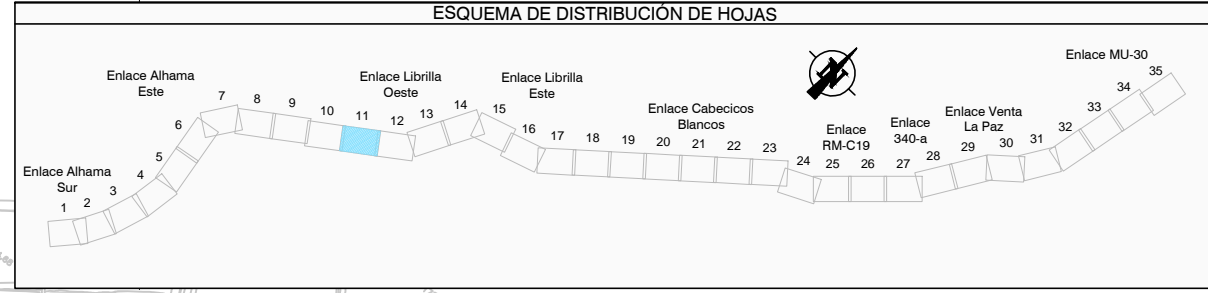 ESQUEMA DE DISTRIBUCIÓN DE HOJAS
Enlace Alhama
Sur
1
2
3
4
5
6
Enlace Alhama
Este
7
8
9
10
11
Enlace Librilla
Oeste
12
13
14
Enlace Librilla
Este
15
16
17
18
19
20
Enlace Cabecicos
Blancos
21
22
23
24
Enlace
RM-C19
25
26
Enlace
340-a
27
28
Enlace Venta
La Paz
29
30
31
32
33
Enlace MU-30
34
35